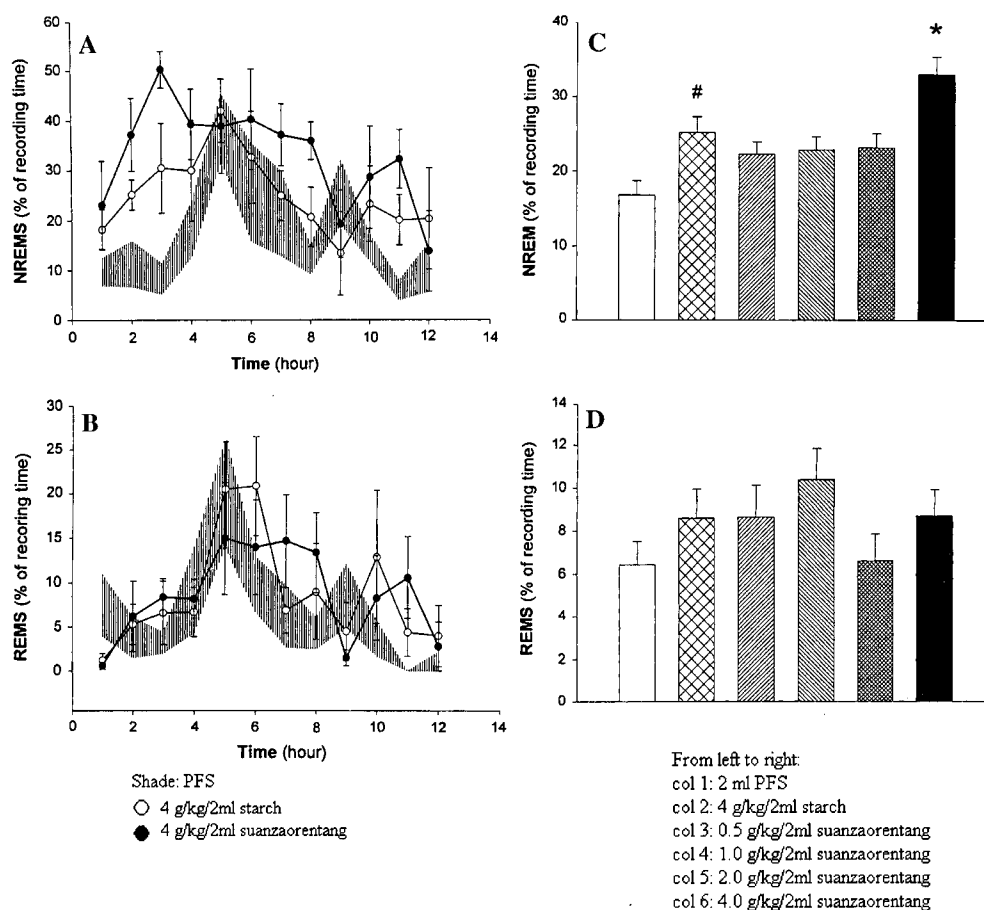 A
NREMS (% of recording time)
60
50
40
30
20
10
0
0 2 4 6 8 10 12 14
Time (hour)
C
NREM (% of recording time)
40
30
20
10
0
#
*
B
REMS (% of recoring time)
30
25
20
15
10
5
0
0 2 4 6 8 10 12 14
Time (hour)
Shade: PFS
4 g/kg/2ml starch
4 g/kg/2ml suanzaorentang
D
REMS (% of recording time)
14
12
10
8
6
4
2
0
From left to right:
col 1: 2 ml PFS
col 2: 4 g/kg/2ml starch
col 3: 0.5 g/kg/2ml suanzaorentang
col 4: 1.0 g/kg/2ml suanzaorentang
col 5: 2.0 g/kg/2ml suanzaorentang
col 6: 4.0 g/kg/2ml suanzaorentang